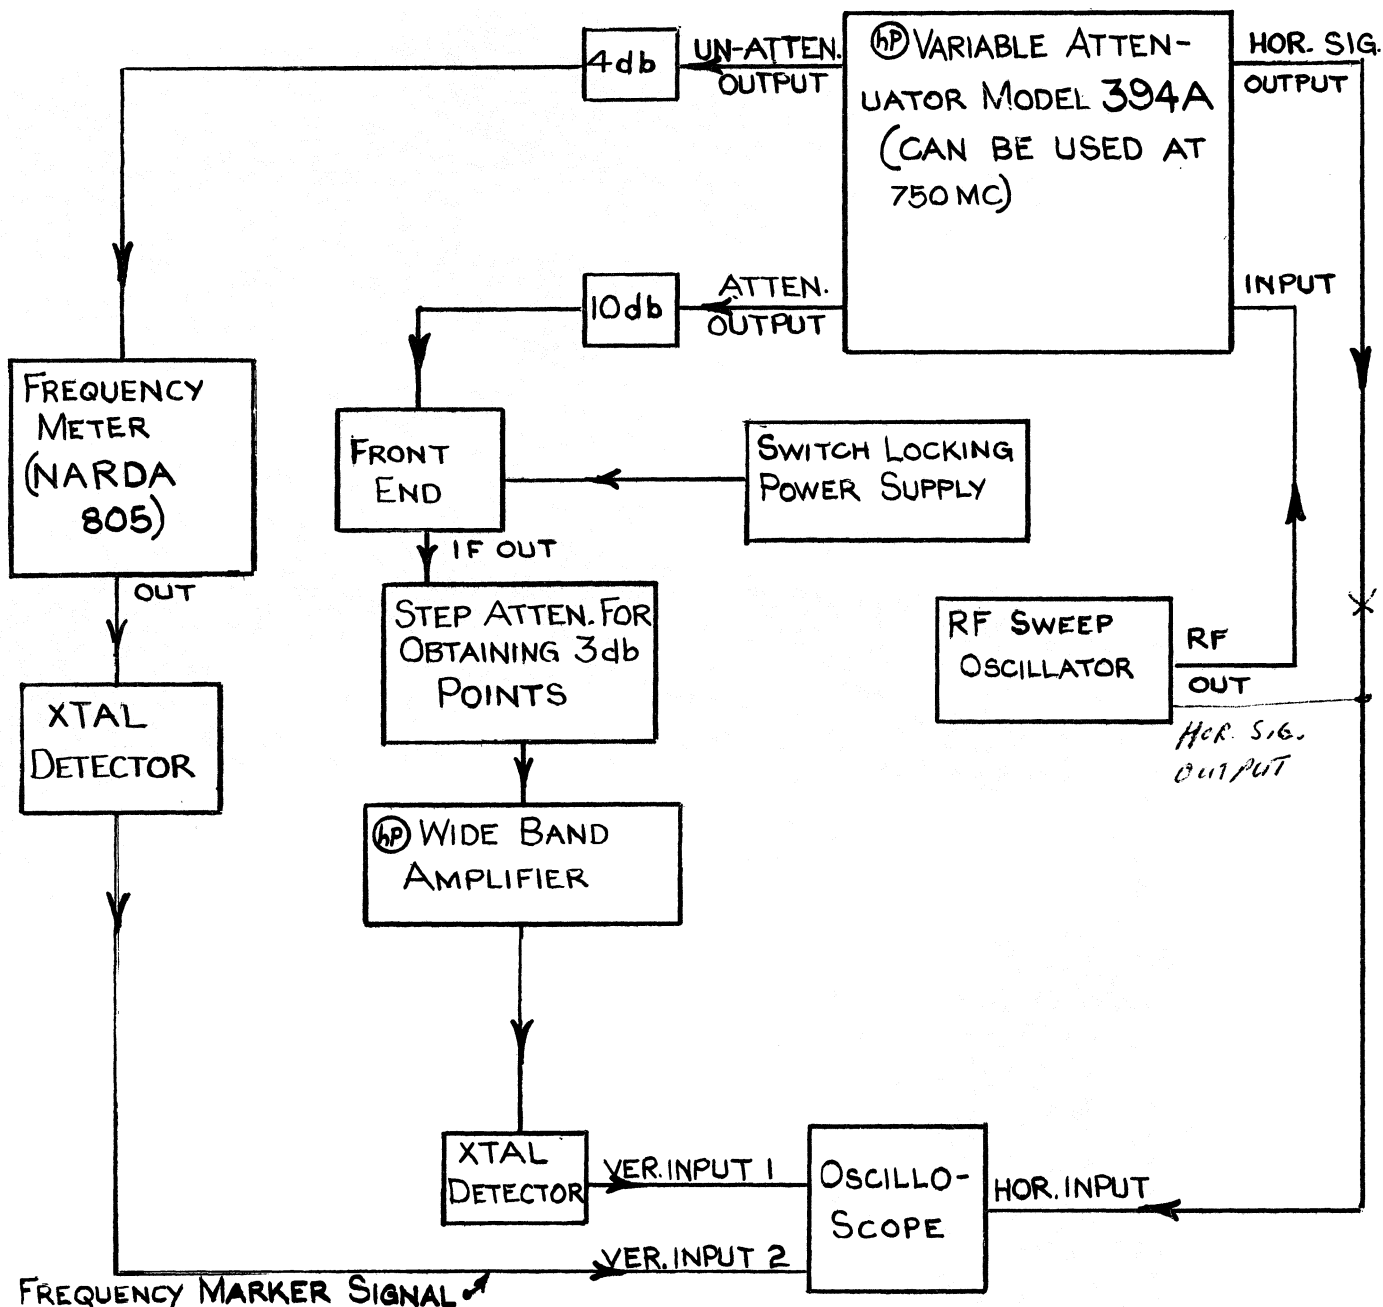 4db
UN-ATTEN.
OUTPUT
hp VARIABLE ATTEN-
UATOR MODEL 394A
(CAN BE USED AT
750 MC)
HOR. SIG.
OUTPUT
10db
ATTEN.
OUTPUT
INPUT
FREQUENCY
METER
(NARDA
805)
OUT
FRONT
END
SWITCH LOCKING
POWER SUPPLY
IF OUT
STEP ATTEN. FOR
OBTAINING 3db
POINTS
RF SWEEP
OSCILLATOR
RF
OUT
HOR. SIG.
OUTPUT
XTAL
DETECTOR
hp WIDE BAND
AMPLIFIER
XTAL
DETECTOR
VER. INPUT 1
OSCILLO-
SCOPE
HOR. INPUT
VER. INPUT 2
FREQUENCY MARKER SIGNAL